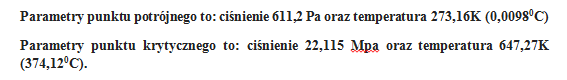 Parametry punktu potrójnego to: ciśnienie 611,2 Pa oraz temperatura 273,16K (0,0098⁰C)
Parametry punktu krytycznego to: ciśnienie 22,115 Mpa oraz temperatura 647,27K
(374,12⁰C).